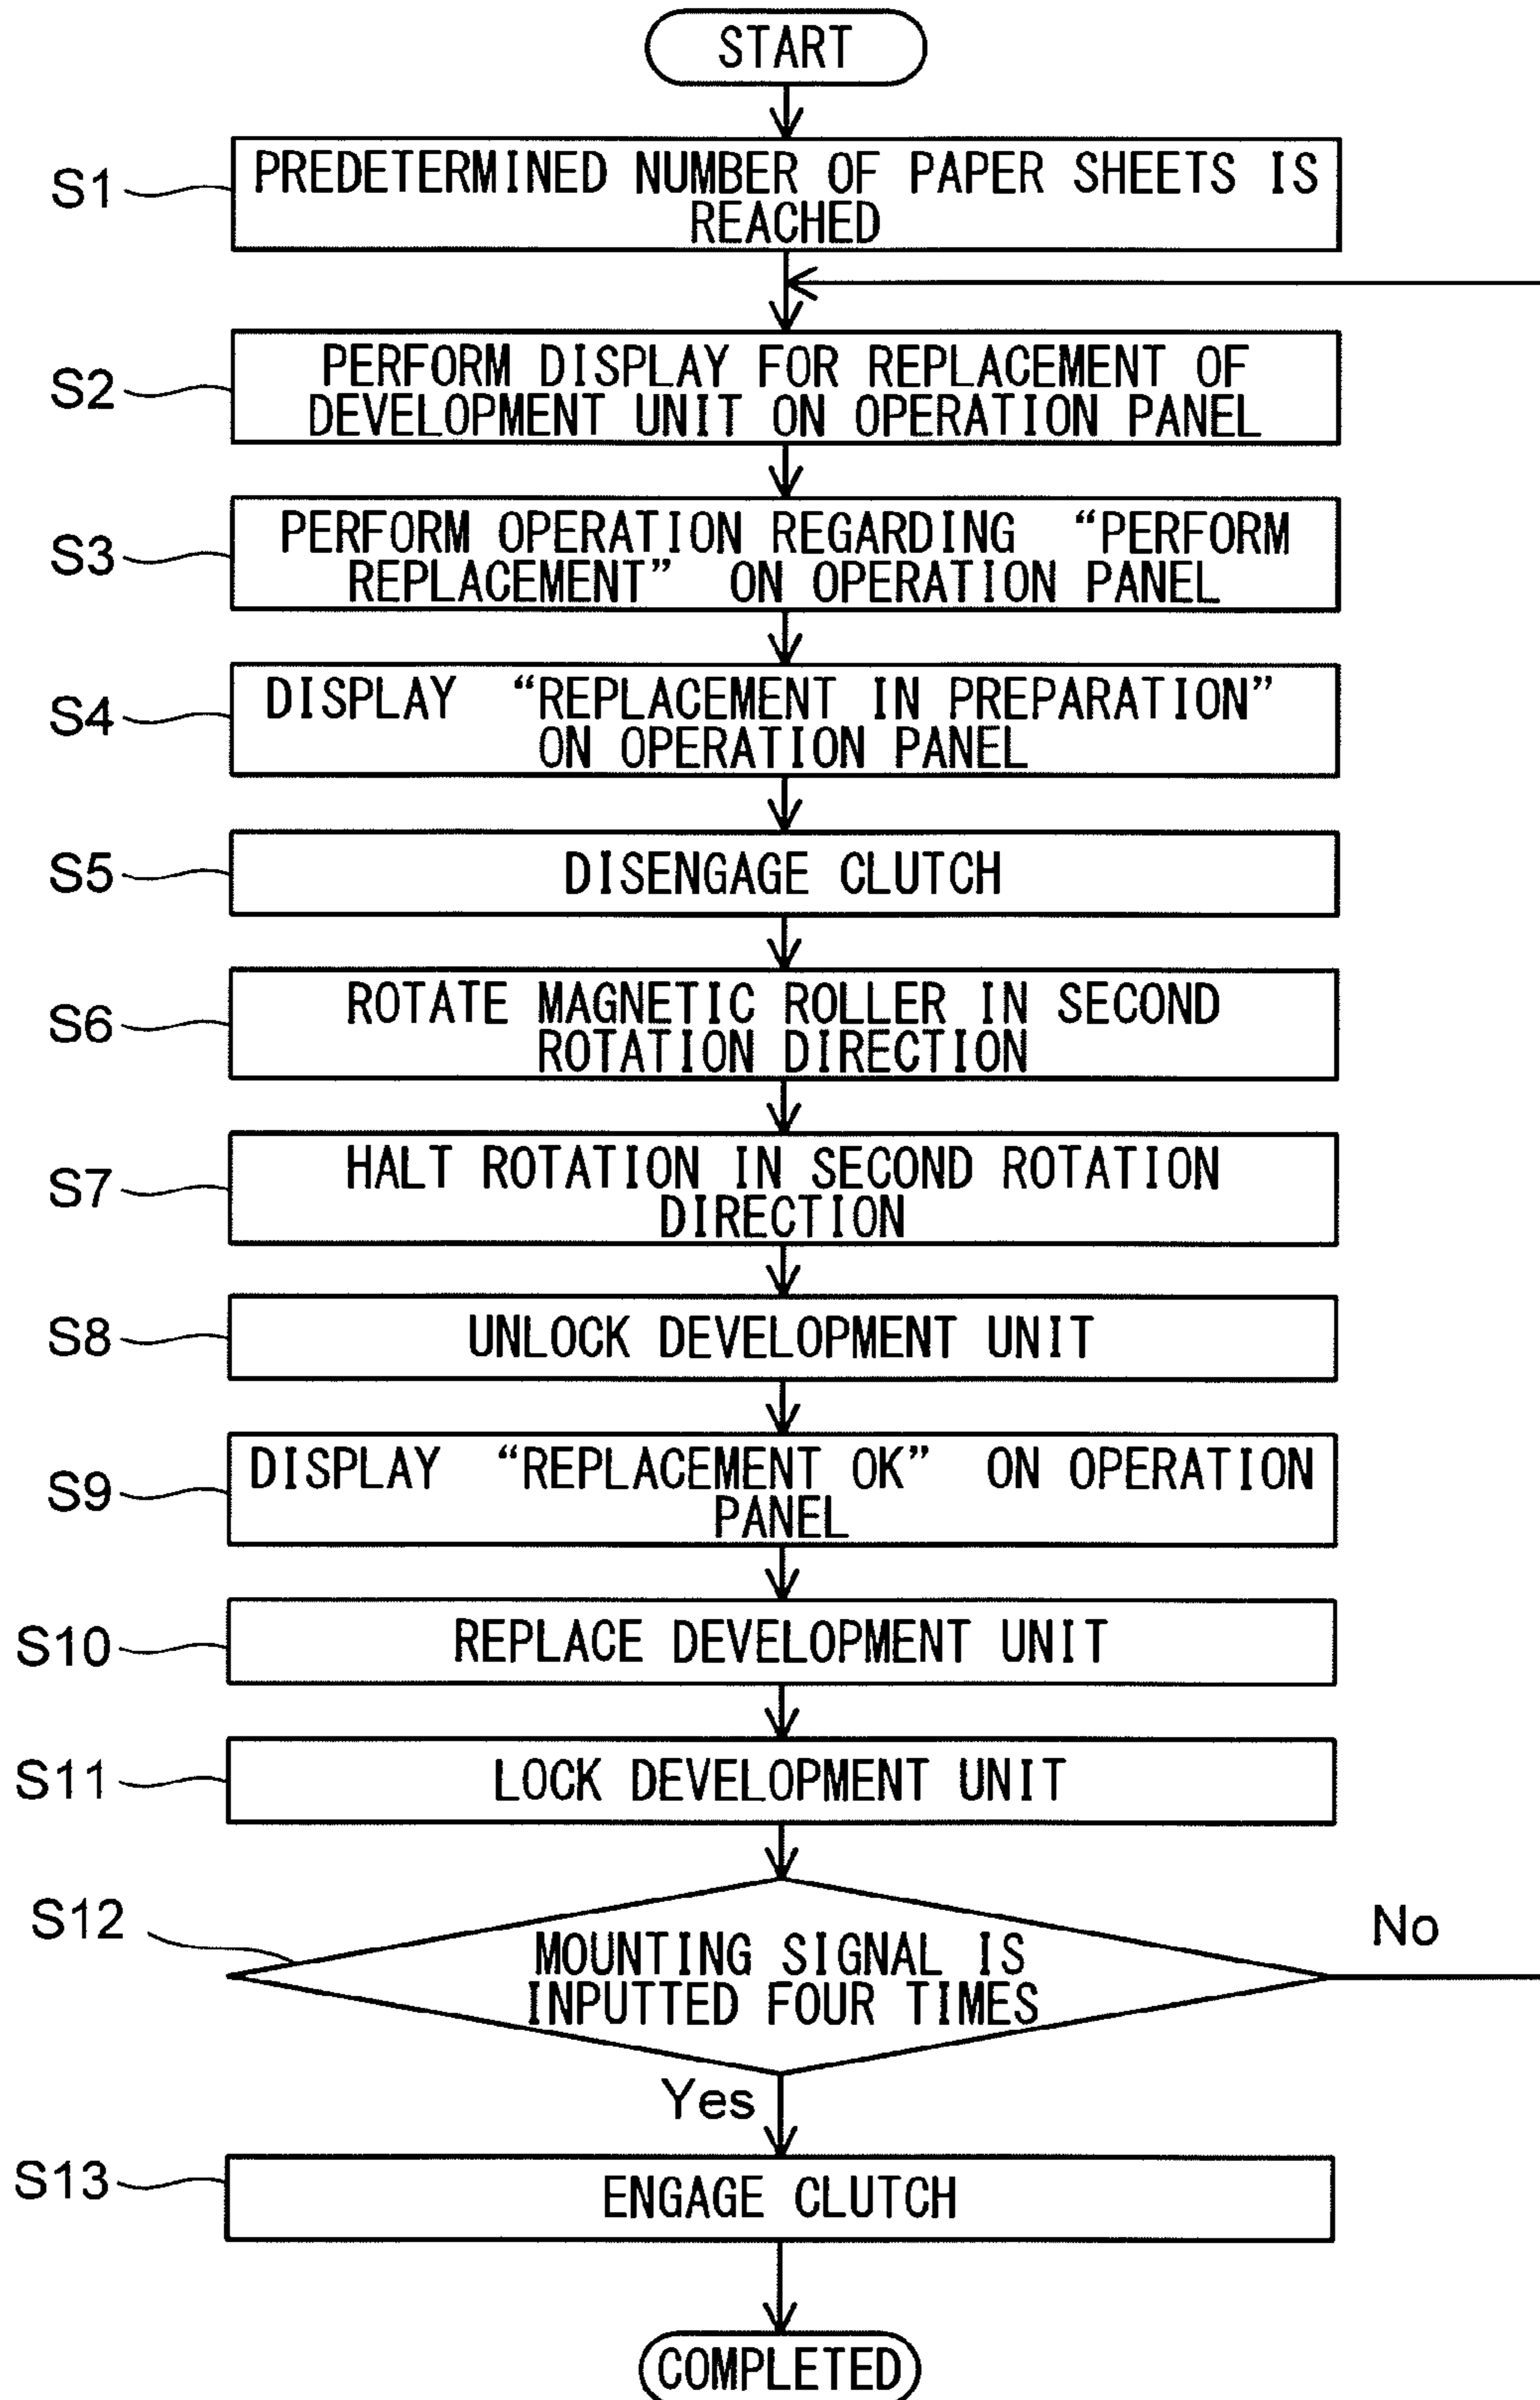 START
S1
PREDETERMINED NUMBER OF PAPER SHEETS IS
REACHED
S2
PERFORM DISPLAY FOR REPLACEMENT OF
DEVELOPMENT UNIT ON OPERATION PANEL
S3
PERFORM OPERATION REGARDING “PERFORM
REPLACEMENT” ON OPERATION PANEL
S4
DISPLAY “REPLACEMENT IN PREPARATION”
ON OPERATION PANEL
S5
DISENGAGE CLUTCH
S6
ROTATE MAGNETIC ROLLER IN SECOND
ROTATION DIRECTION
S7
HALT ROTATION IN SECOND ROTATION
DIRECTION
S8
UNLOCK DEVELOPMENT UNIT
S9
DISPLAY “REPLACEMENT OK” ON OPERATION
PANEL
S10
REPLACE DEVELOPMENT UNIT
S11
LOCK DEVELOPMENT UNIT
S12
MOUNTING SIGNAL IS
INPUTTED FOUR TIMES
No
Yes
S13
ENGAGE CLUTCH
COMPLETED